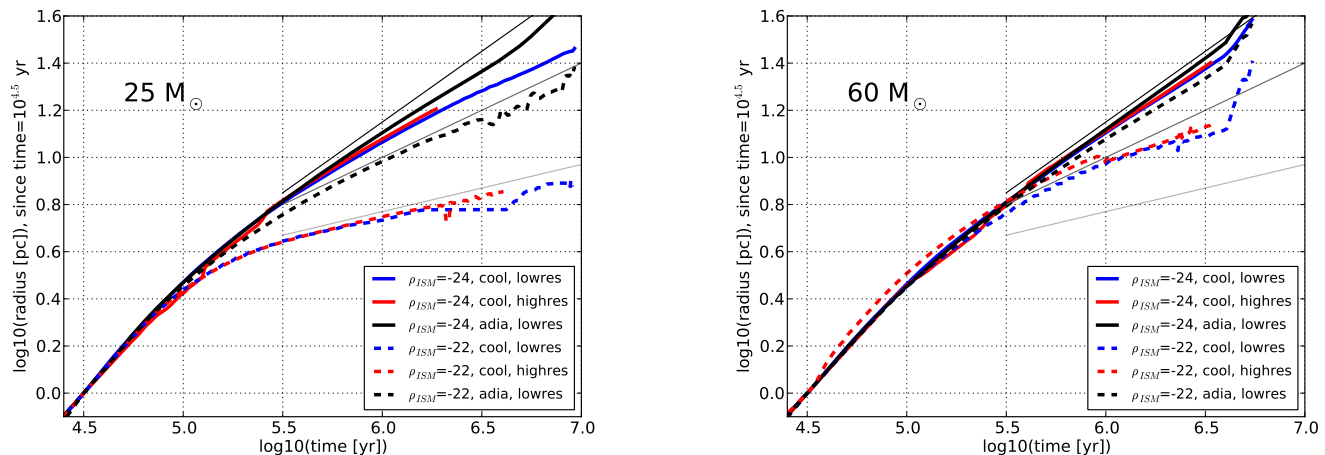 log10(radius [pc]), since time=10^4.5 yr
1.6
1.4
1.2
1.0
0.8
0.6
0.4
0.2
0.0
25 M☉
ρISM=-24, cool, lowres
ρISM=-24, cool, highres
ρISM=-24, adia, lowres
ρISM=-22, cool, lowres
ρISM=-22, cool, highres
ρISM=-22, adia, lowres
4.5 5.0 5.5 6.0 6.5 7.0
log10(time [yr])
log10(radius [pc]), since time=10^4.5 yr
1.6
1.4
1.2
1.0
0.8
0.6
0.4
0.2
0.0
60 M☉
ρISM=-24, cool, lowres
ρISM=-24, cool, highres
ρISM=-24, adia, lowres
ρISM=-22, cool, lowres
ρISM=-22, cool, highres
ρISM=-22, adia, lowres
4.5 5.0 5.5 6.0 6.5 7.0
log10(time [yr])